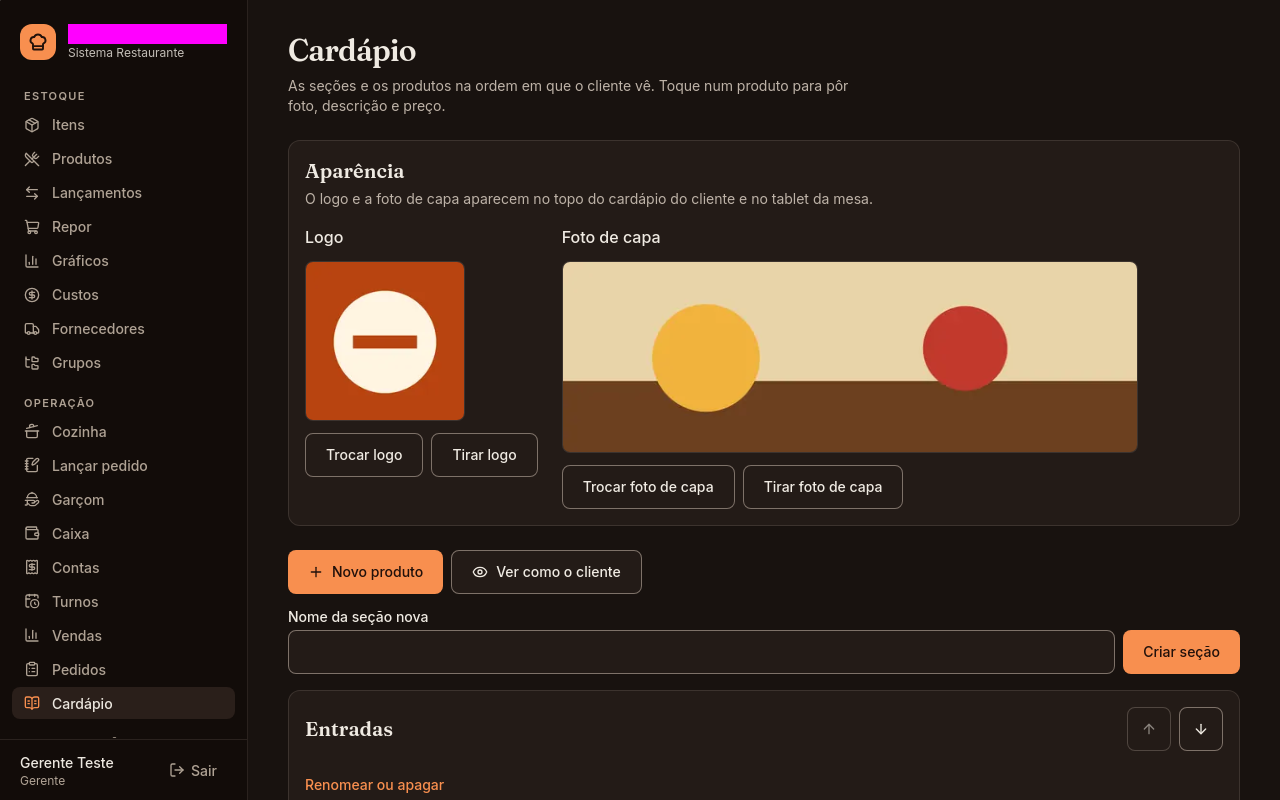 Sistema Restaurante
ESTOQUE
Itens
Produtos
Lançamentos
Repor
Gráficos
Custos
Fornecedores
Grupos
OPERAÇÃO
Cozinha
Lançar pedido
Garçom
Caixa
Contas
Turnos
Vendas
Pedidos
Cardápio
Gerente Teste
Gerente
Sair
Cardápio
As seções e os produtos na ordem em que o cliente vê. Toque num produto para pôr
foto, descrição e preço.
Aparência
O logo e a foto de capa aparecem no topo do cardápio do cliente e no tablet da mesa.
Logo
Foto de capa
Trocar logo
Tirar logo
Trocar foto de capa
Tirar foto de capa
Novo produto
Ver como o cliente
Nome da seção nova
Criar seção
Entradas
Renomear ou apagar